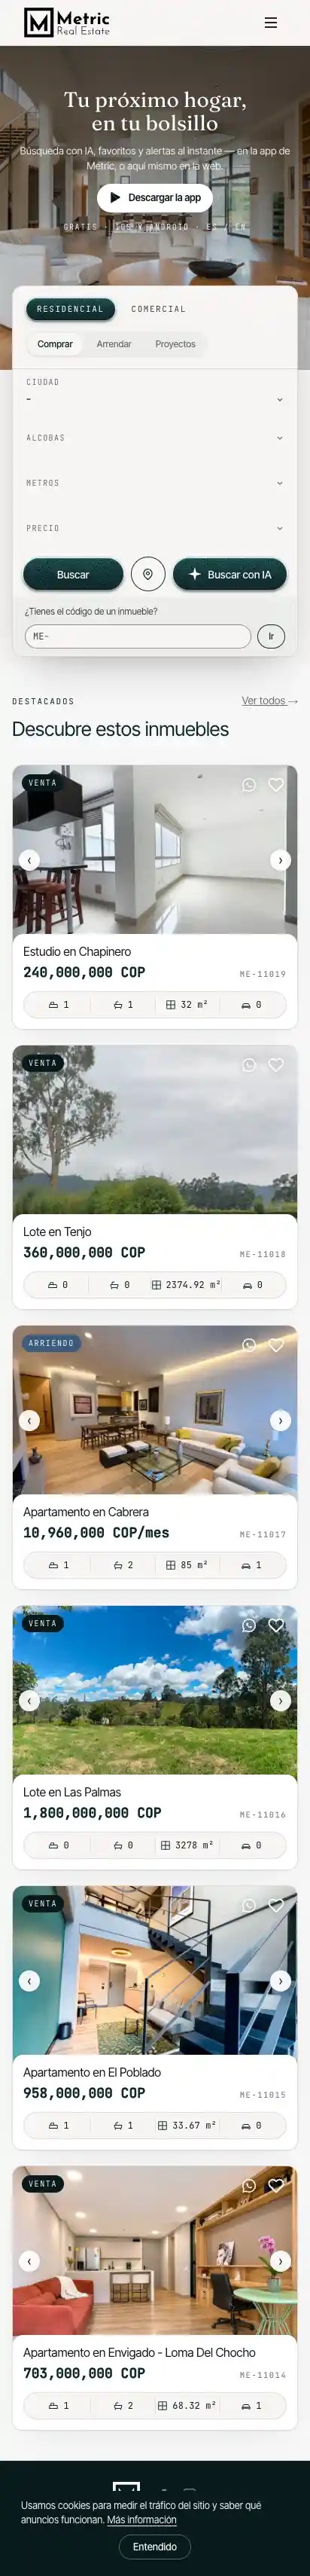 Metric
Real Estate
Tu próximo hogar,
en tu bolsillo
Búsqueda con IA, favoritos y alertas al instante — en la app de
Metric, o aquí mismo en la web.
Descargar la app
GRATIS · IOS Y ANDROID · ES / EN
RESIDENCIAL COMERCIAL
Comprar Arrendar Proyectos
CIUDAD
-
ALCOBAS
METROS
PRECIO
Buscar Buscar con IA
¿Tienes el código de un inmueble?
ME- Ir
DESTACADOS Ver todos →
Descubre estos inmuebles
VENTA
Estudio en Chapinero
240,000,000 COP ME-11019
1 1 32 m² 0
VENTA
Lote en Tenjo
360,000,000 COP ME-11018
0 0 2374.92 m² 0
ARRIENDO
Apartamento en Cabrera
10,960,000 COP/mes ME-11017
1 2 85 m² 1
VENTA
Lote en Las Palmas
1,800,000,000 COP ME-11016
0 0 3278 m² 0
VENTA
Apartamento en El Poblado
958,000,000 COP ME-11015
1 1 33.67 m² 0
VENTA
Apartamento en Envigado - Loma Del Chocho
703,000,000 COP ME-11014
1 2 68.32 m² 1
Usamos cookies para medir el tráfico del sitio y saber qué
anuncios funcionan. Más información
Entendido